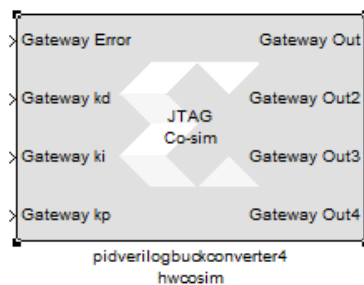 Gateway Error Gateway Out
Gateway kd Gateway Out2
JTAG
Co-sim
Gateway ki Gateway Out3
Gateway kp Gateway Out4
pidverilogbuckconverter4
hwcosim